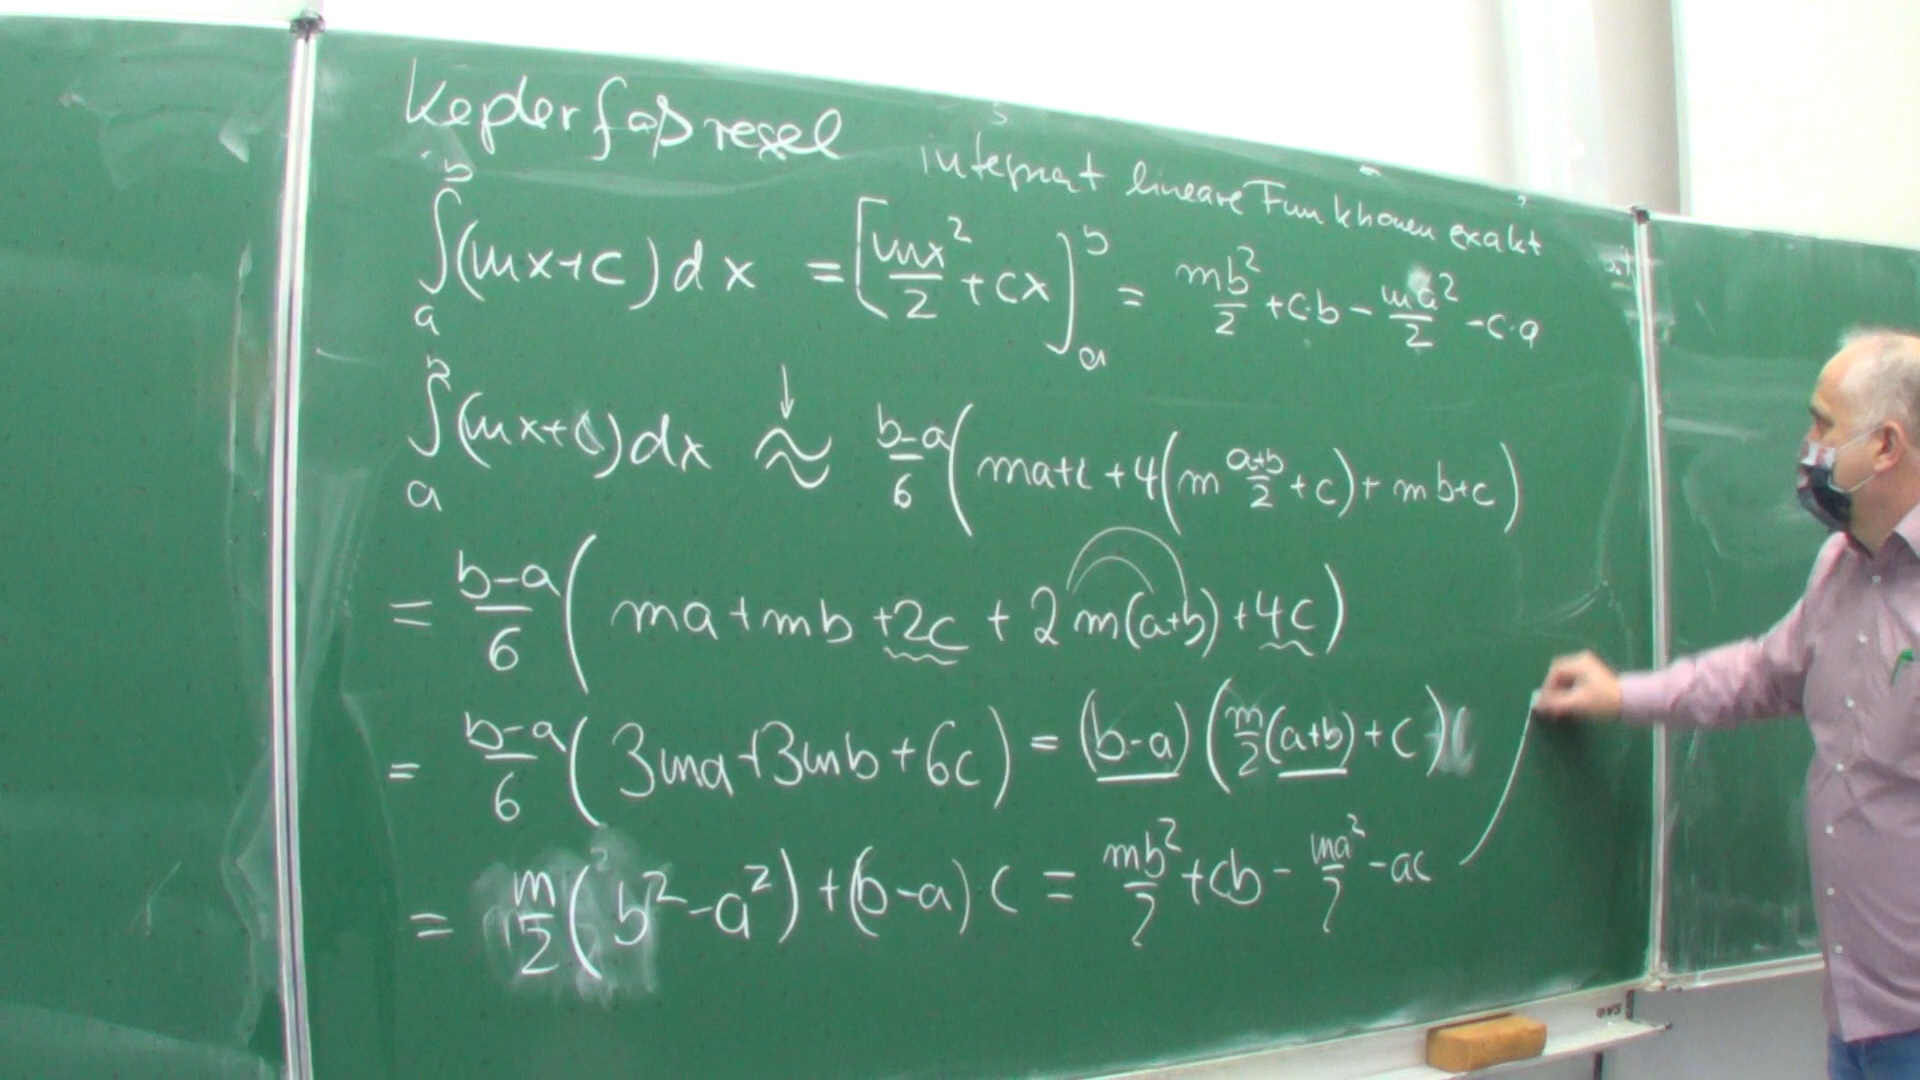 Keplerfaßregel
integriert lineare Funktionen exakt
∫_a^b (mx+c) dx = [mx²/2 + cx]_a^b = mb²/2 + c·b - ma²/2 - c·a
∫_a^b (mx+c) dx ≈ b-a/6 (ma+c + 4(m a+b/2 + c) + mb+c)
= b-a/6 (ma + mb + 2c + 2m(a+b) + 4c)
= b-a/6 (3ma + 3mb + 6c) = (b-a) (m/2 (a+b) + c)
= m/2 (b² - a²) + (b-a)·c = mb²/2 + cb - ma²/2 - ac